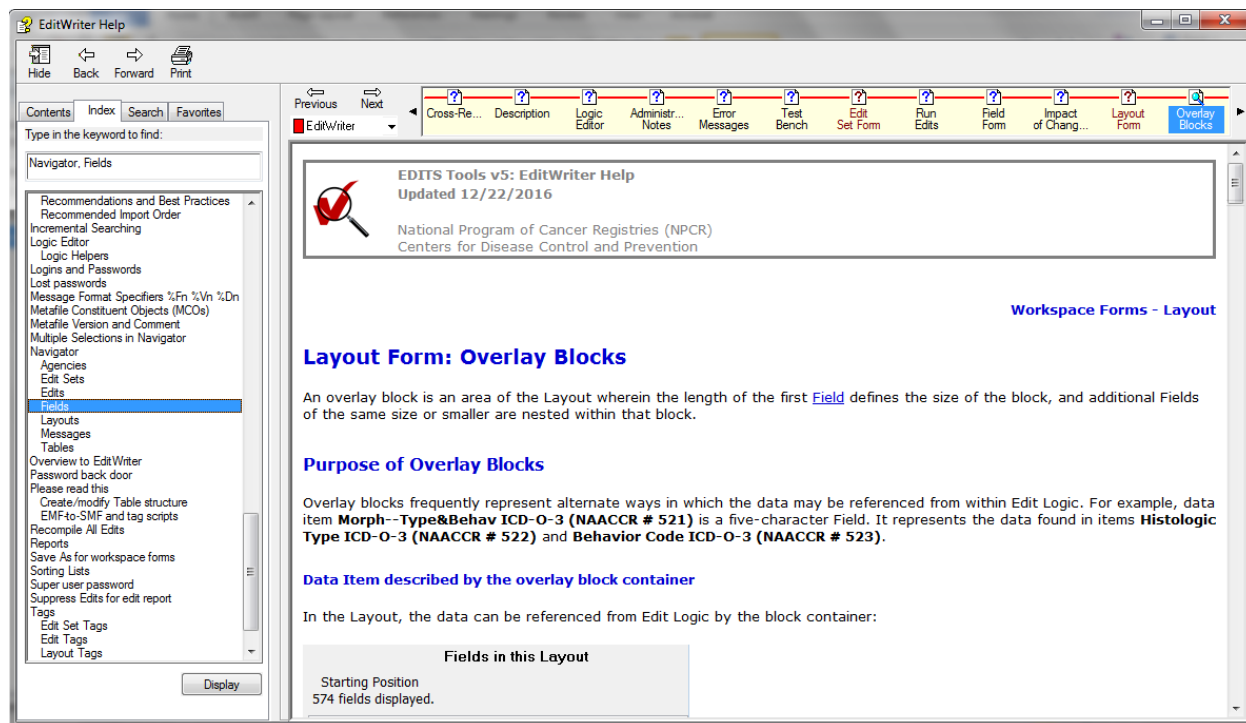 EditWriter Help
Hide Back Forward Print
Contents Index Search Favorites
Type in the keyword to find:
Navigator, Fields
Recommendations and Best Practices
Recommended Import Order
Incremental Searching
Logic Editor
Logic Helpers
Logins and Passwords
Lost passwords
Message Format Specifiers %Fn %Vn %Dn
Metafile Constituent Objects (MCOs)
Metafile Version and Comment
Multiple Selections in Navigator
Navigator
Agencies
Edit Sets
Edits
Fields
Layouts
Messages
Tables
Overview to EditWriter
Password back door
Please read this
Create/modify Table structure
EMF-to-SMF and tag scripts
Recompile All Edits
Reports
Save As for workspace forms
Sorting Lists
Super user password
Suppress Edits for edit report
Tags
Edit Set Tags
Edit Tags
Layout Tags
Display
Previous Next
EditWriter
Cross-Re... Description Logic Editor Administr... Notes Error Messages Test Bench Edit Set Form Run Edits Field Form Impact of Chang... Layout Form Overlay Blocks
EDITS Tools v5: EditWriter Help
Updated 12/22/2016
National Program of Cancer Registries (NPCR)
Centers for Disease Control and Prevention
Workspace Forms - Layout
Layout Form: Overlay Blocks
An overlay block is an area of the Layout wherein the length of the first Field defines the size of the block, and additional Fields
of the same size or smaller are nested within that block.
Purpose of Overlay Blocks
Overlay blocks frequently represent alternate ways in which the data may be referenced from within Edit Logic. For example, data
item Morph--Type&Behav ICD-O-3 (NAACCR # 521) is a five-character Field. It represents the data found in items Histologic
Type ICD-O-3 (NAACCR # 522) and Behavior Code ICD-O-3 (NAACCR # 523).
Data Item described by the overlay block container
In the Layout, the data can be referenced from Edit Logic by the block container:
Fields in this Layout
Starting Position
574 fields displayed.